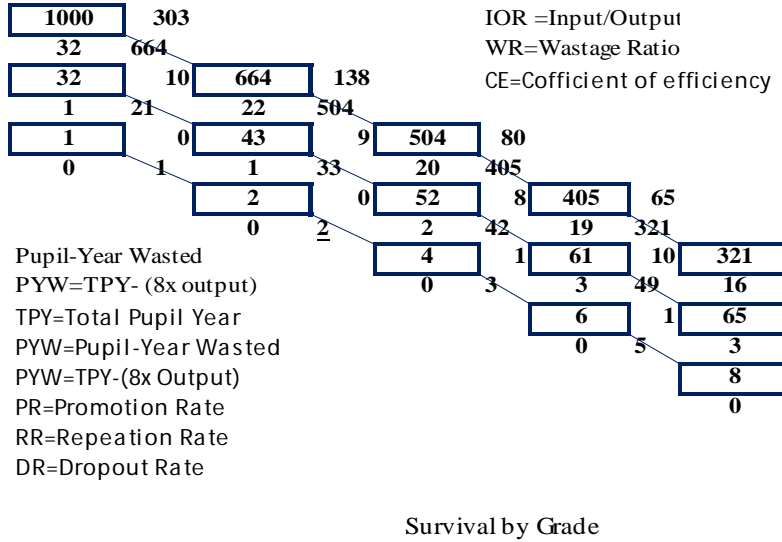 1000 303 IOR =Input/Output
32 664 WR=Wastage Ratio
32 10 664 138 CE=Cofficient of efficiency
1 21 22 504
1 0 43 9 504 80
0 1 1 33 20 405
2 0 52 8 405 65
0 2 2 42 19 321
Pupil-Year Wasted 4 1 61 10 321
PYW=TPY- (8x output) 0 3 3 49 16
TPY=Total Pupil Year 6 1 65
PYW=Pupil-Year Wasted 0 5 3
PYW=TPY-(8x Output) 8
PR=Promotion Rate 0
RR=Repeation Rate
DR=Dropout Rate
Survival by Grade